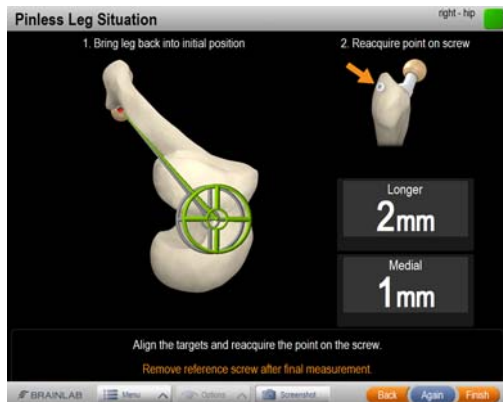 Pinless Leg Situation
right - hip
1. Bring leg back into initial position
2. Reacquire point on screw
Longer
2mm
Medial
1mm
Align the targets and reacquire the point on the screw.
Remove reference screw after final measurement.
BRAINLAB
Menu
Options
Screenshot
Back
Again
Finish